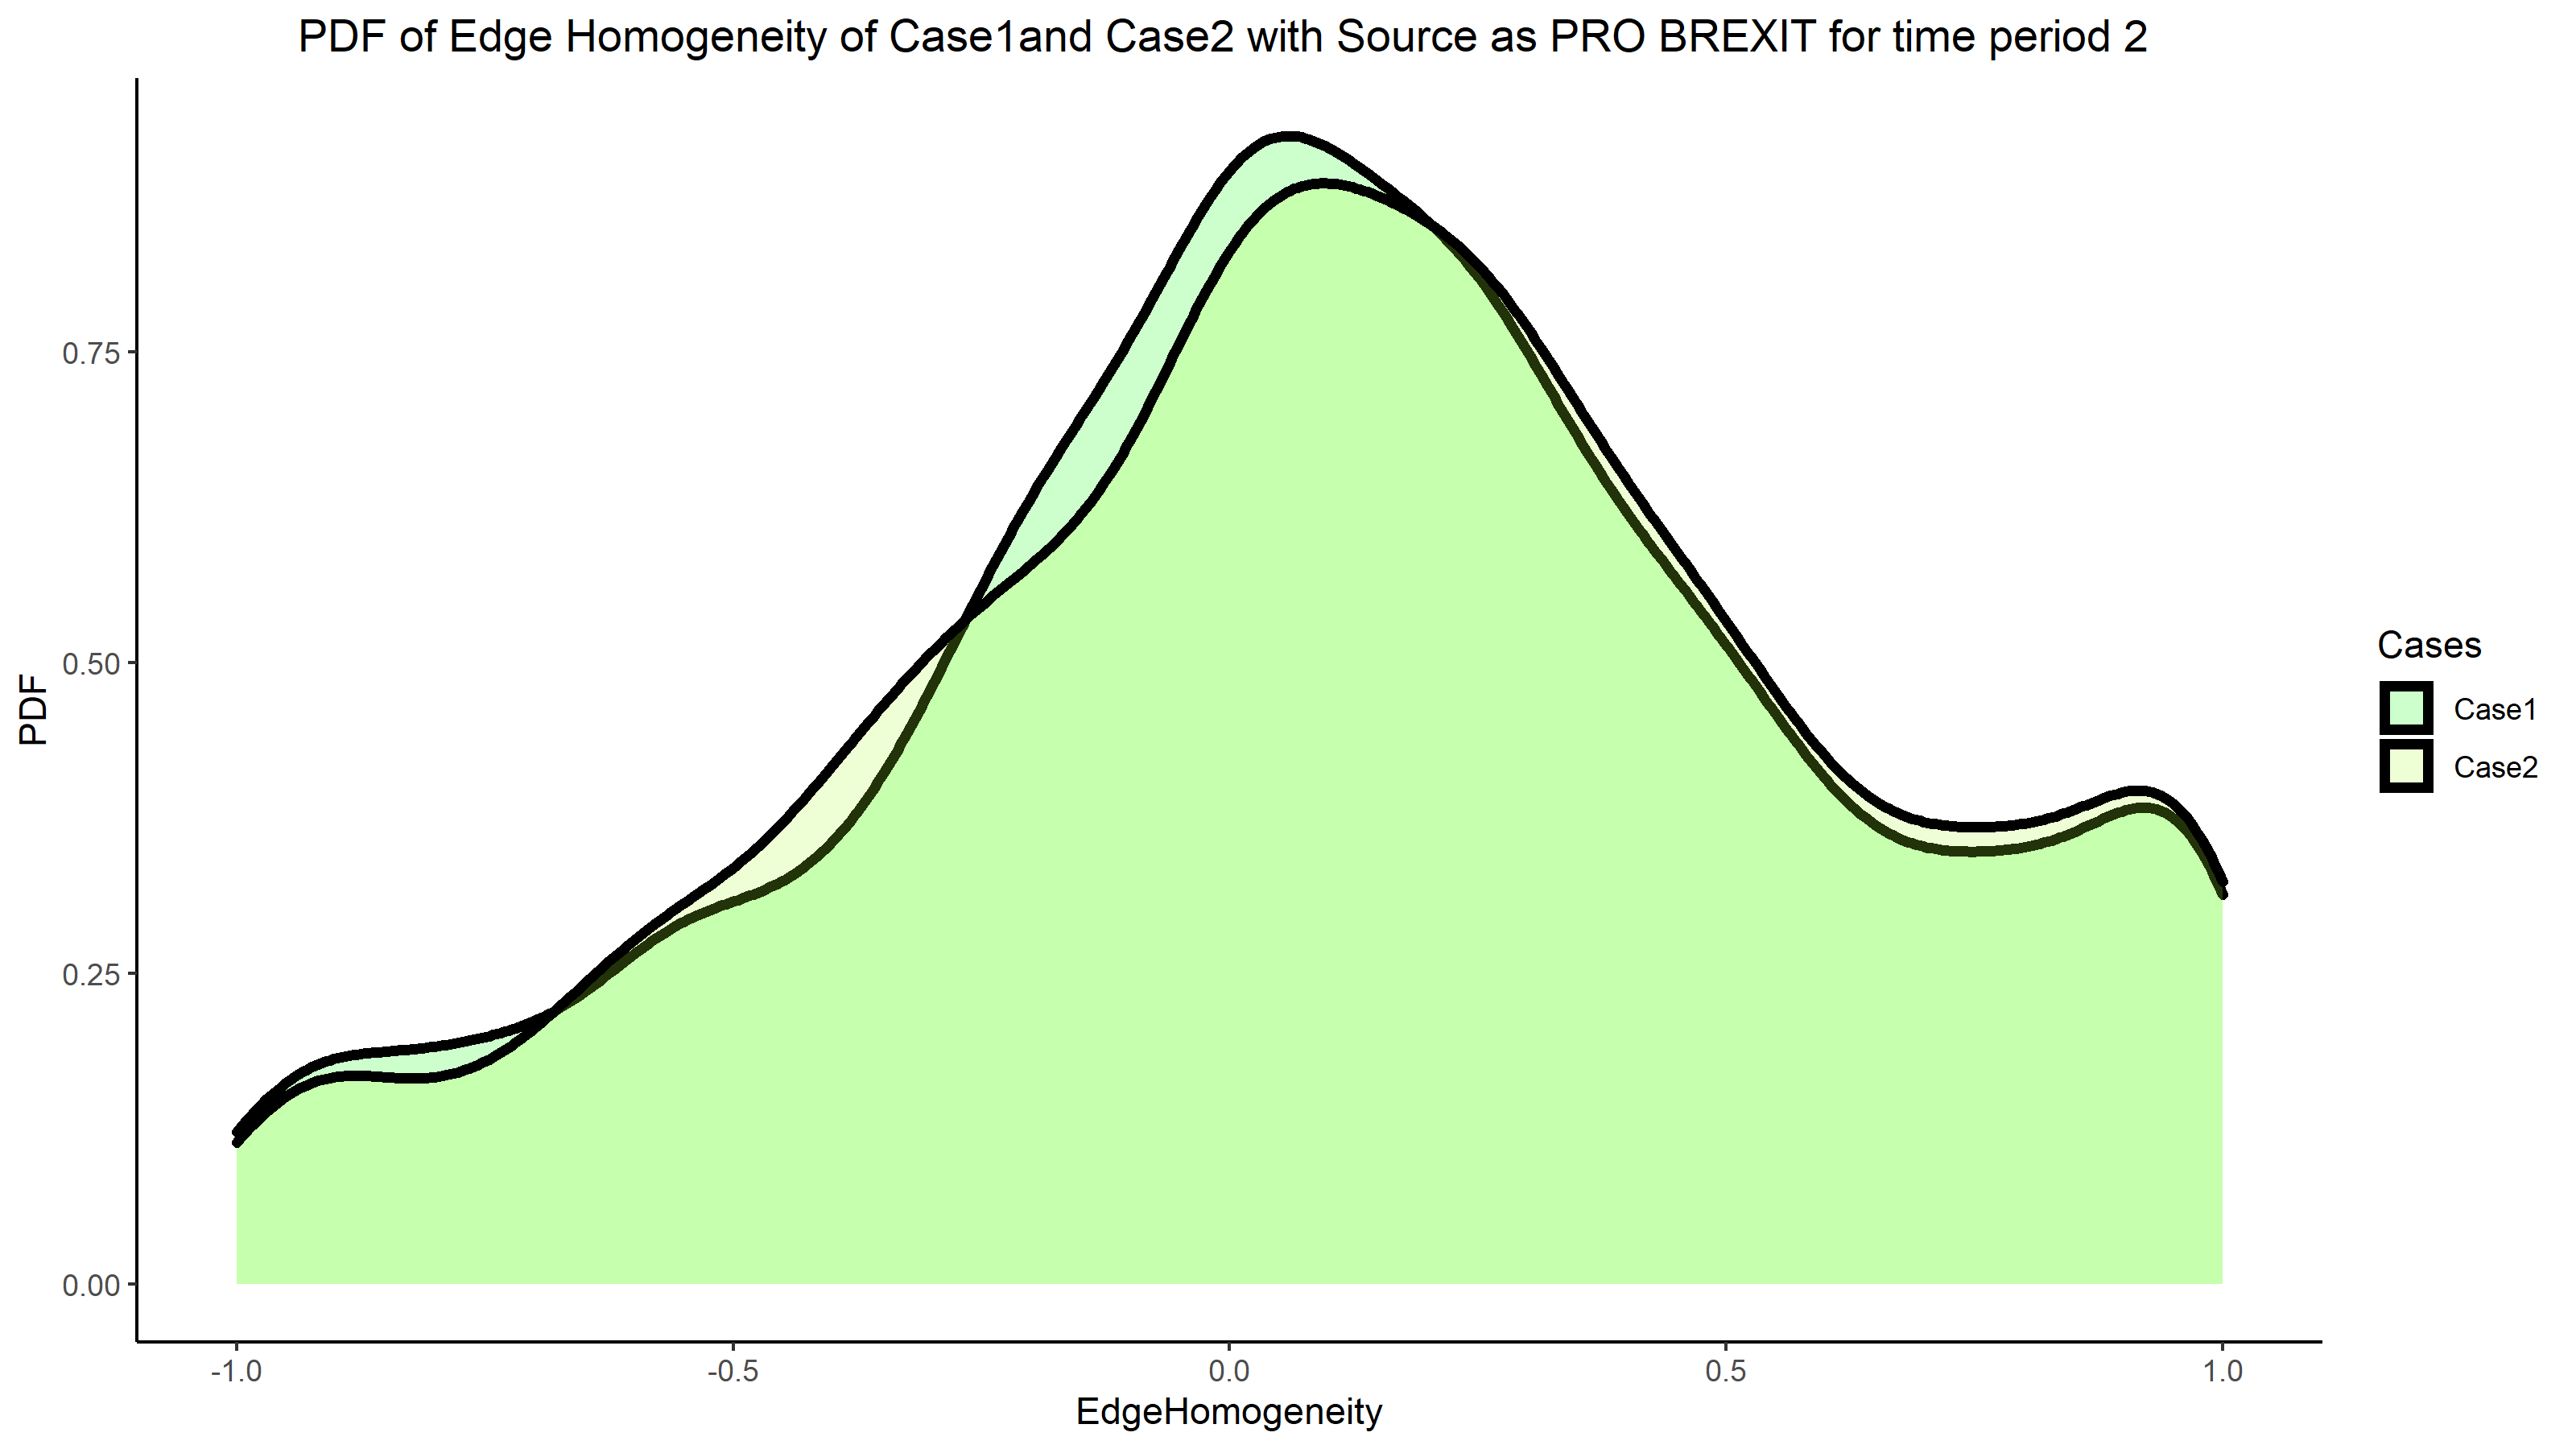 PDF of Edge Homogeneity of Case1and Case2 with Source as PRO BREXIT for time period 2
PDF
0.75
0.50
0.25
0.00
-1.0
-0.5
0.0
0.5
1.0
EdgeHomogeneity
Cases
Case1
Case2